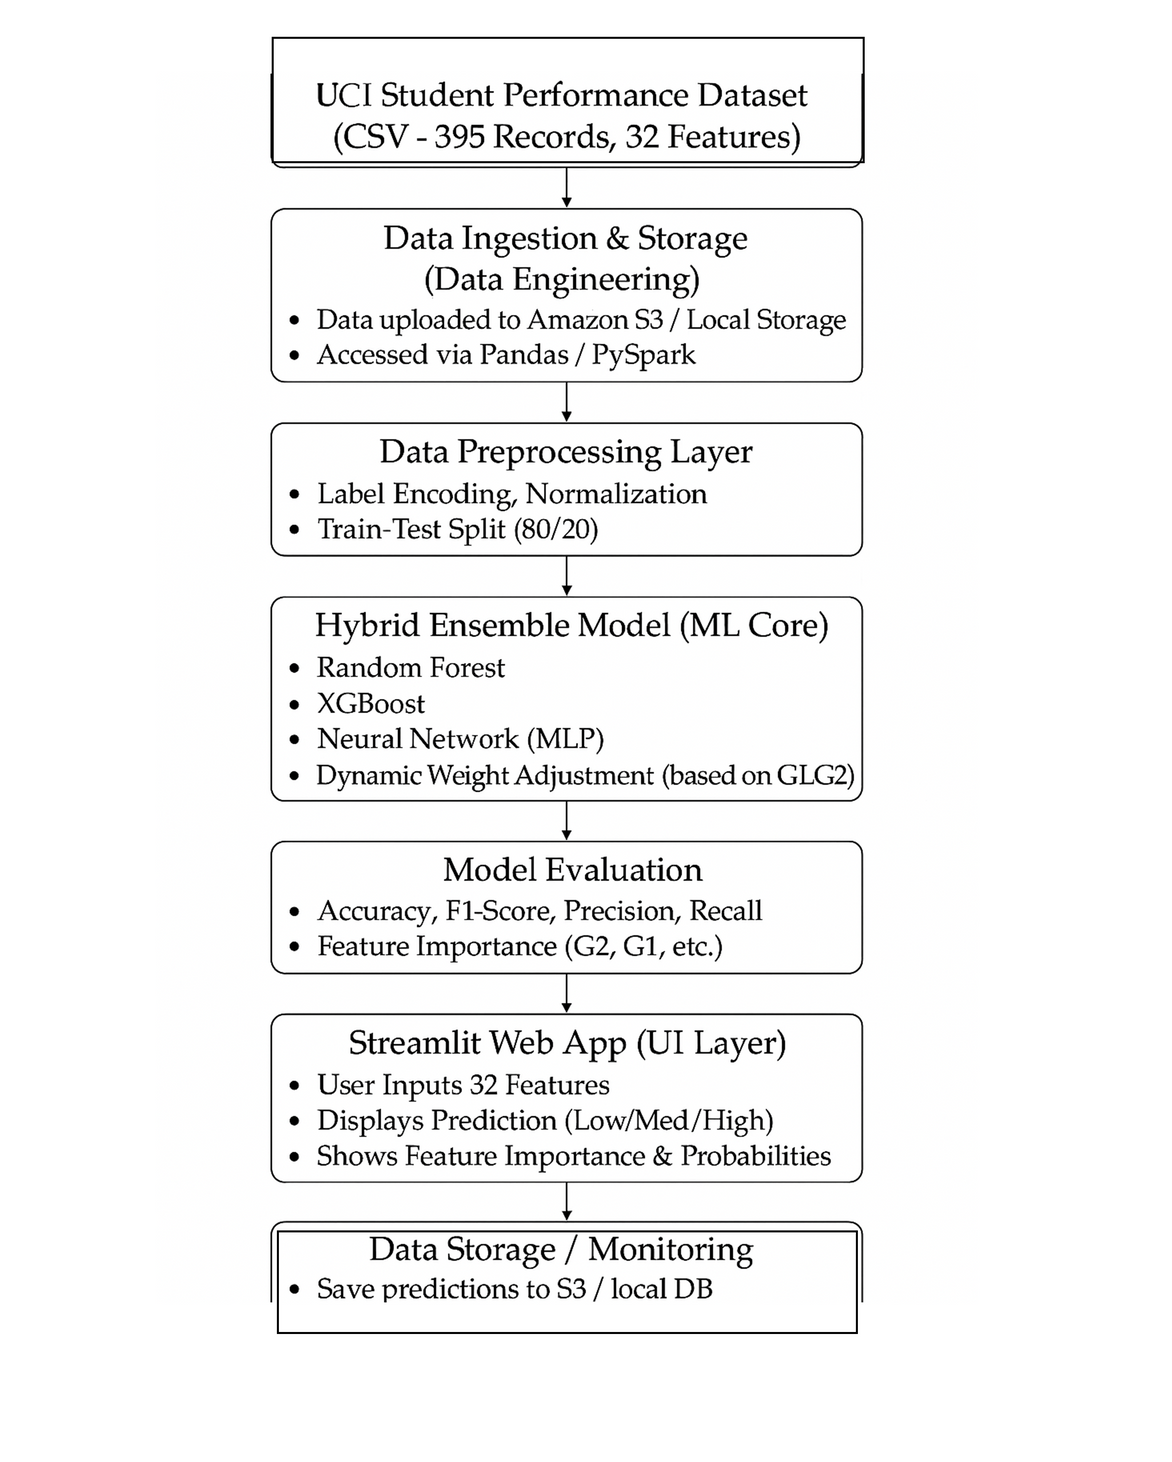 UCI Student Performance Dataset
(CSV - 395 Records, 32 Features)
Data Ingestion & Storage
(Data Engineering)
• Data uploaded to Amazon S3 / Local Storage
• Accessed via Pandas / PySpark
Data Preprocessing Layer
• Label Encoding, Normalization
• Train-Test Split (80/20)
Hybrid Ensemble Model (ML Core)
• Random Forest
• XGBoost
• Neural Network (MLP)
• Dynamic Weight Adjustment (based on GLG2)
Model Evaluation
• Accuracy, F1-Score, Precision, Recall
• Feature Importance (G2, G1, etc.)
Streamlit Web App (UI Layer)
• User Inputs 32 Features
• Displays Prediction (Low/Med/High)
• Shows Feature Importance & Probabilities
Data Storage / Monitoring
• Save predictions to S3 / local DB